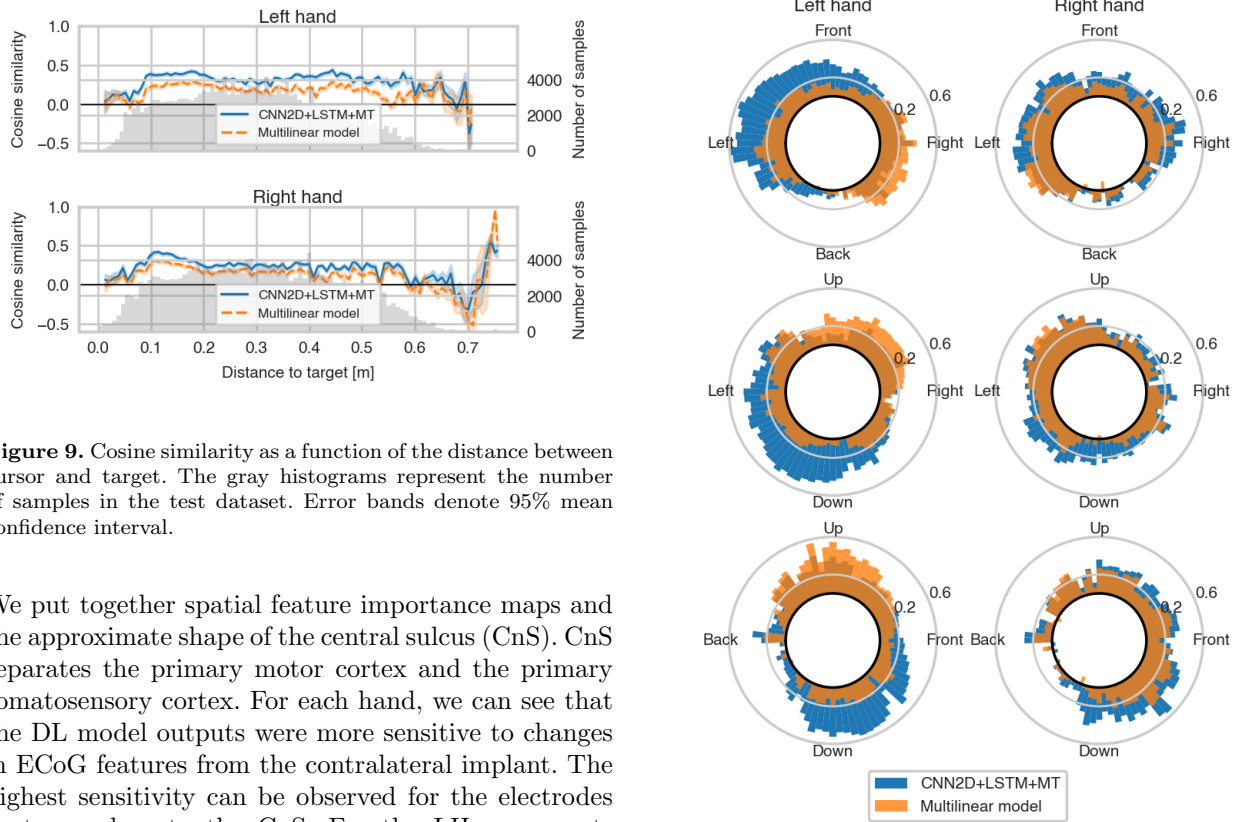 Left hand
1.0
0.5
0.0
−0.5
Cosine similarity
4000
2000
0
Number of samples
CNN2D+LSTM+MT
Multilinear model
Right hand
1.0
0.5
0.0
−0.5
Cosine similarity
4000
2000
0
Number of samples
CNN2D+LSTM+MT
Multilinear model
0.0 0.1 0.2 0.3 0.4 0.5 0.6 0.7
Distance to target [m]
igure 9. Cosine similarity as a function of the distance between
ursor and target. The gray histograms represent the number
f samples in the test dataset. Error bands denote 95% mean
onfidence interval.
We put together spatial feature importance maps and
he approximate shape of the central sulcus (CnS). CnS
eparates the primary motor cortex and the primary
omatosensory cortex. For each hand, we can see that
he DL model outputs were more sensitive to changes
n ECoG features from the contralateral implant. The
ighest sensitivity can be observed for the electrodes
Left hand Right hand
Front Front
0.6 0.6
0.2 0.2
Left Right Left Right
Back Back
Up Up
0.6 0.6
0.2 0.2
Left Right Left Right
Down Down
Up Up
0.6 0.6
0.2 0.2
Back Front Back Front
Down Down
CNN2D+LSTM+MT
Multilinear model